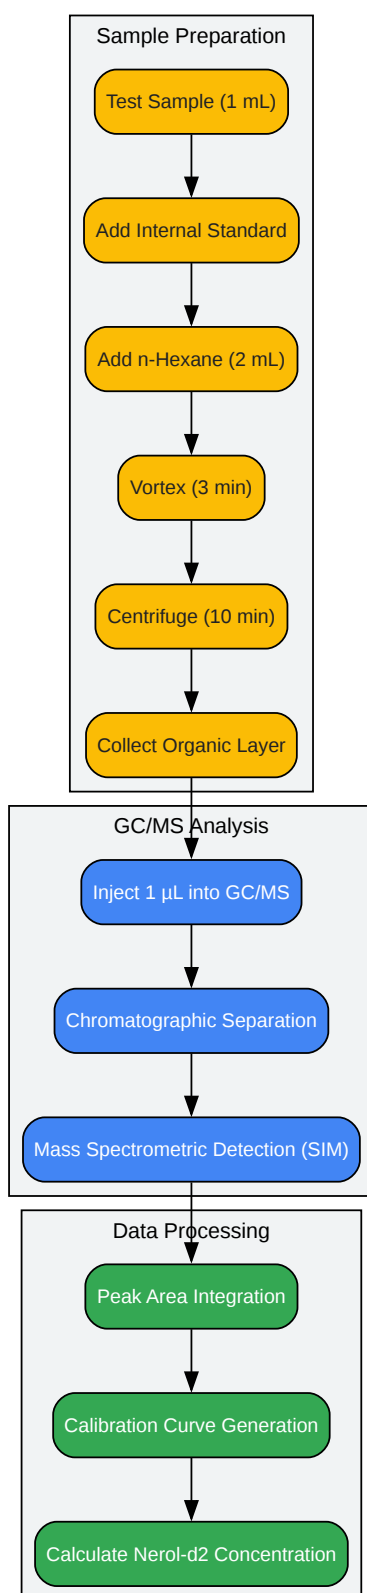 Sample Preparation
Test Sample (1 mL)
Add Internal Standard
Add n-Hexane (2 mL)
Vortex (3 min)
Centrifuge (10 min)
Collect Organic Layer
GC/MS Analysis
Inject 1 µL into GC/MS
Chromatographic Separation
Mass Spectrometric Detection (SIM)
Data Processing
Peak Area Integration
Calibration Curve Generation
Calculate Nerol-d2 Concentration